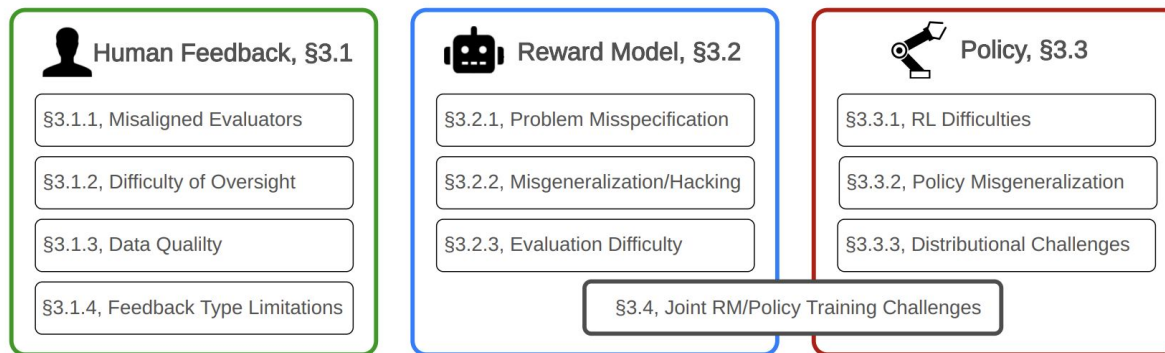 Human Feedback, §3.1
§3.1.1, Misaligned Evaluators
§3.1.2, Difficulty of Oversight
§3.1.3, Data Qualilty
§3.1.4, Feedback Type Limitations
Reward Model, §3.2
§3.2.1, Problem Misspecification
§3.2.2, Misgeneralization/Hacking
§3.2.3, Evaluation Difficulty
Policy, §3.3
§3.3.1, RL Difficulties
§3.3.2, Policy Misgeneralization
§3.3.3, Distributional Challenges
§3.4, Joint RM/Policy Training Challenges